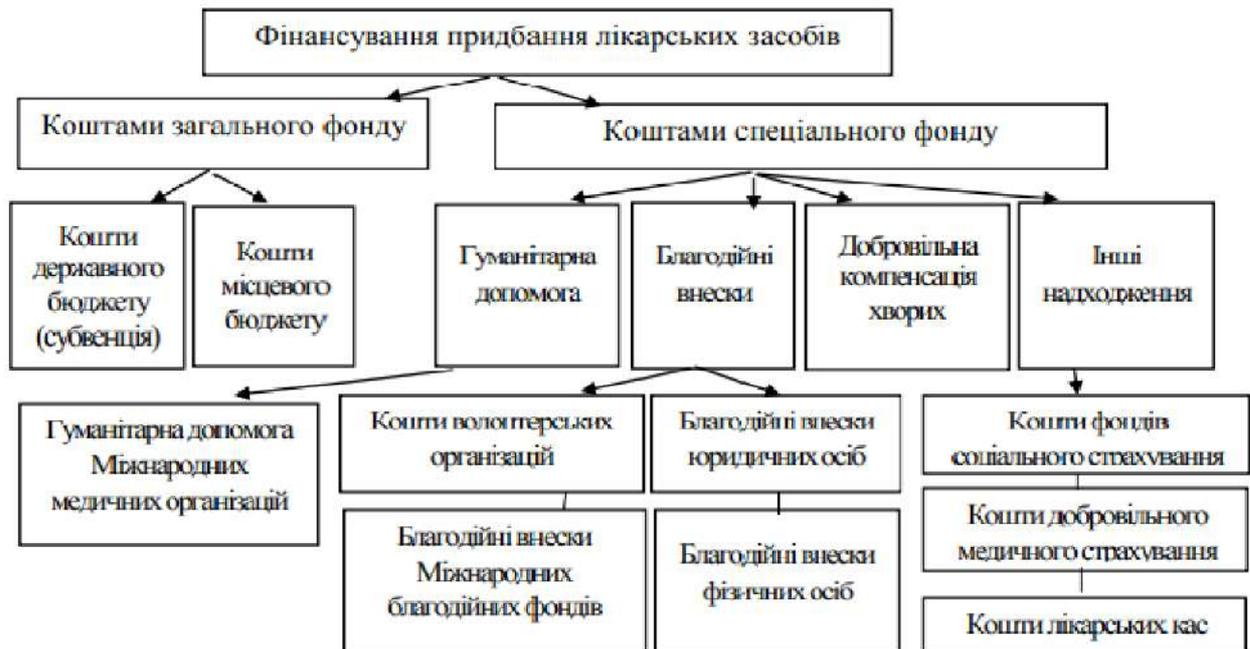 Фінансування придбання лікарських засобів
Коштами загального фонду
Коштами спеціального фонду
Кошти
державного
бюджету
(субвенція)
Кошти
місцевого
бюджету
Гуманітарна
допомога
Благодійні
внески
Добровільна
компенсація
хворих
Інші
надходження
Гуманітарна допомога
Міжнародних
медичних організацій
Кошти волонтерських
організацій
Благодійні внески
юридичних осіб
Кошти фондів
соціального страхування
Благодійні внески
Міжнародних
благодійних фондів
Благодійні внески
фізичних осіб
Кошти добровільного
медичного страхування
Кошти лікарських кас